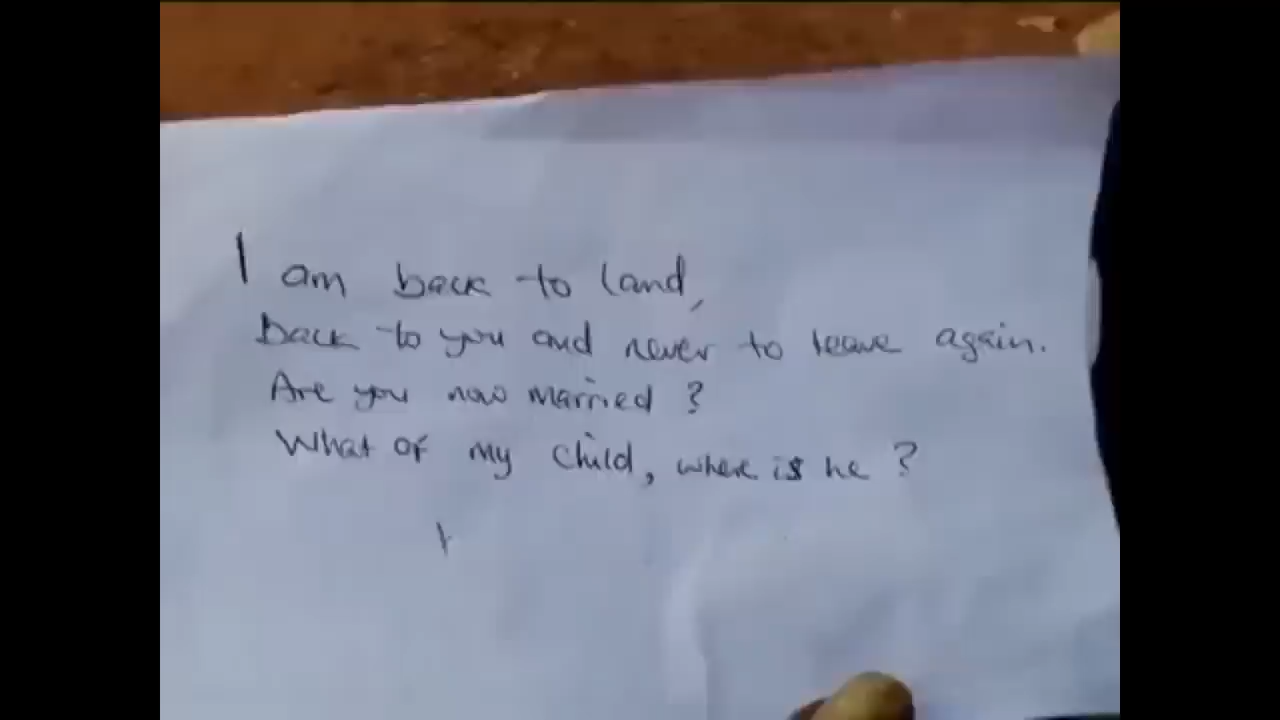 I am back to land,
Back to you and never to leave again.
Are you now married?
What of my child, where is he?